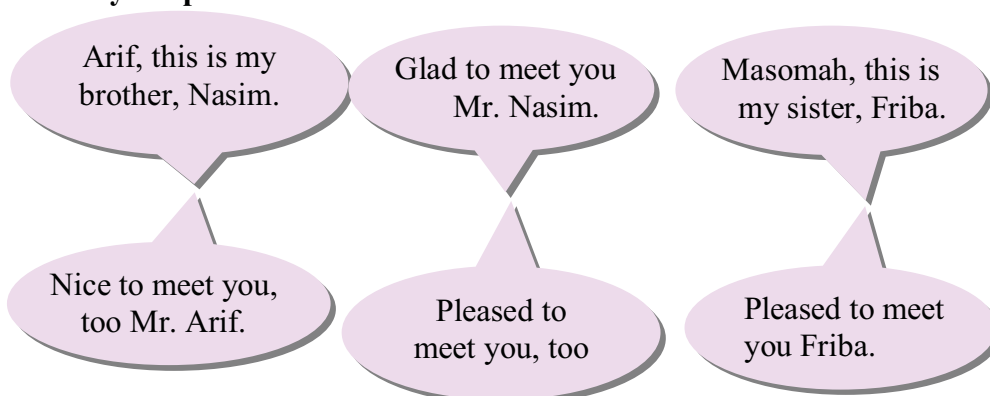 Arif, this is my
brother, Nasim.
Glad to meet you
Mr. Nasim.
Masomah, this is
my sister, Friba.
Nice to meet you,
too Mr. Arif.
Pleased to
meet you, too
Pleased to meet
you Friba.